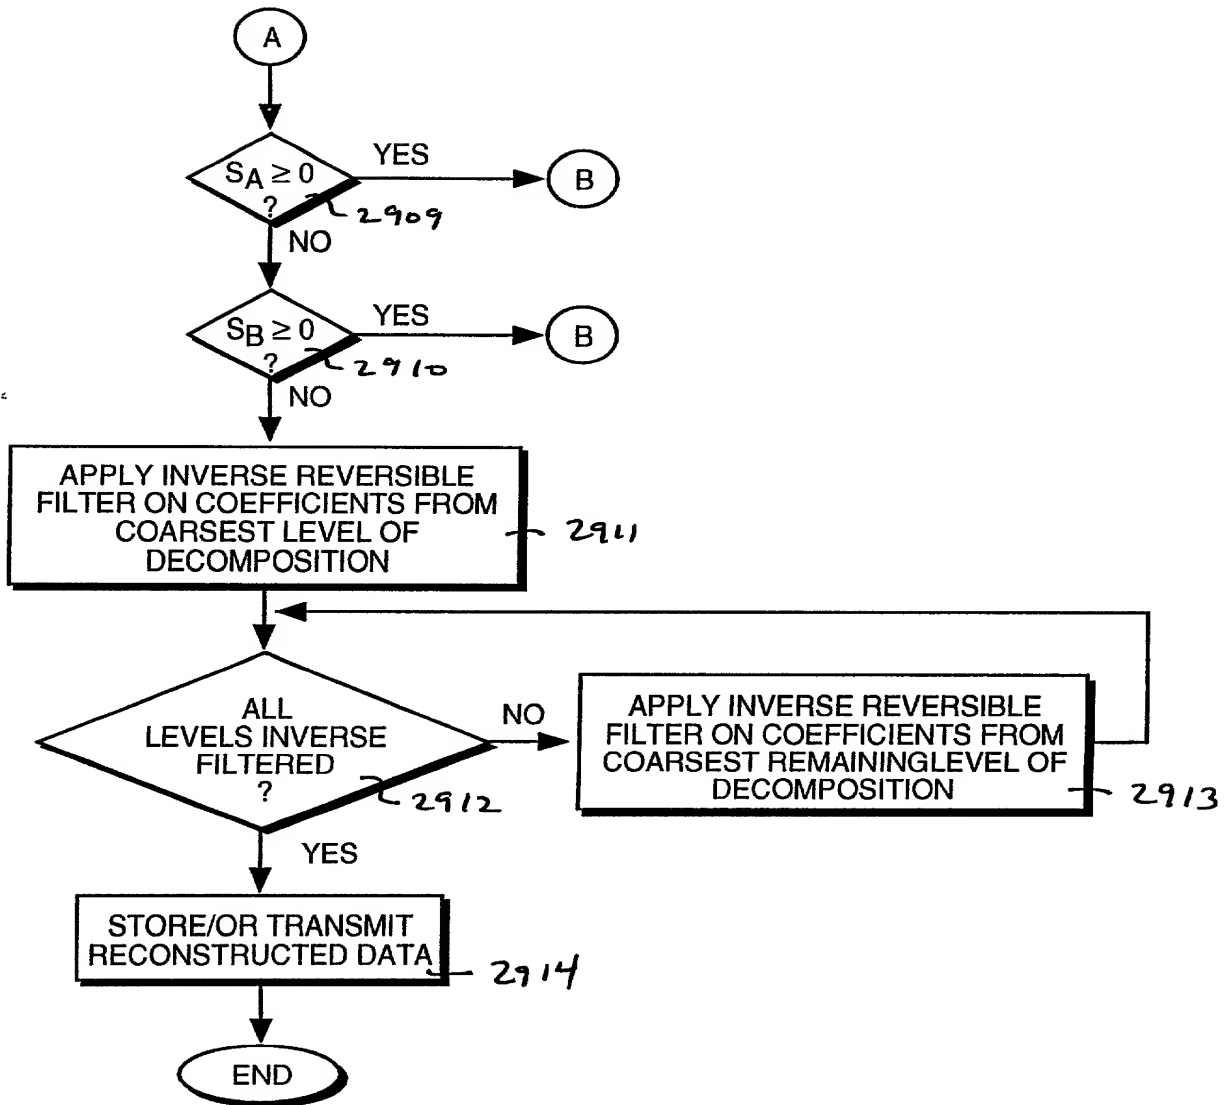 A
SA ≥ 0
?
YES
B
2909
NO
SB ≥ 0
?
YES
B
2910
NO
APPLY INVERSE REVERSIBLE
FILTER ON COEFFICIENTS FROM
COARSEST LEVEL OF
DECOMPOSITION
2911
ALL
LEVELS INVERSE
FILTERED
?
2912
NO
APPLY INVERSE REVERSIBLE
FILTER ON COEFFICIENTS FROM
COARSEST REMAININGLEVEL OF
DECOMPOSITION
2913
YES
STORE/OR TRANSMIT
RECONSTRUCTED DATA
2914
END